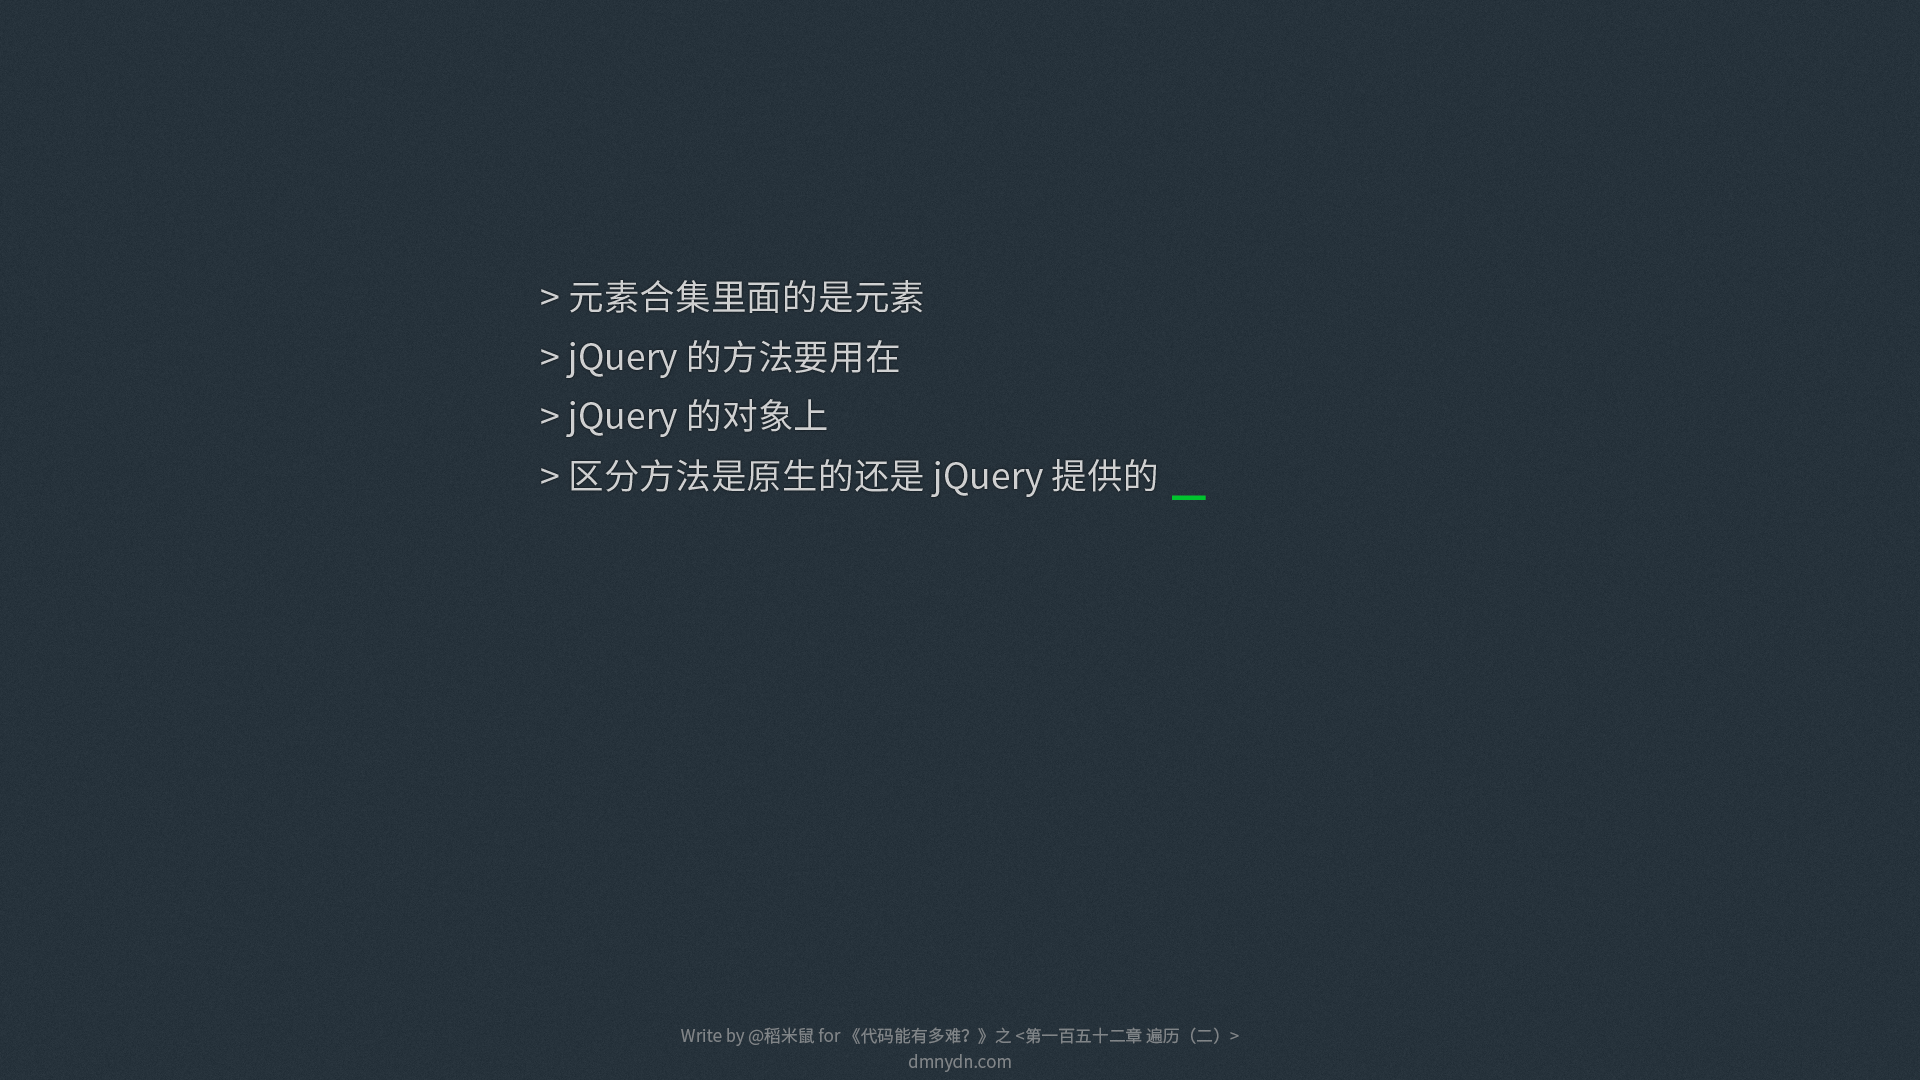 > 元素合集里面的是元素
> jQuery 的方法要用在
> jQuery 的对象上
> 区分方法是原生的还是 jQuery 提供的 _
Write by @稻米鼠 for 《代码能有多难？》之 <第一百五十二章 遍历（二）>
dmnydn.com